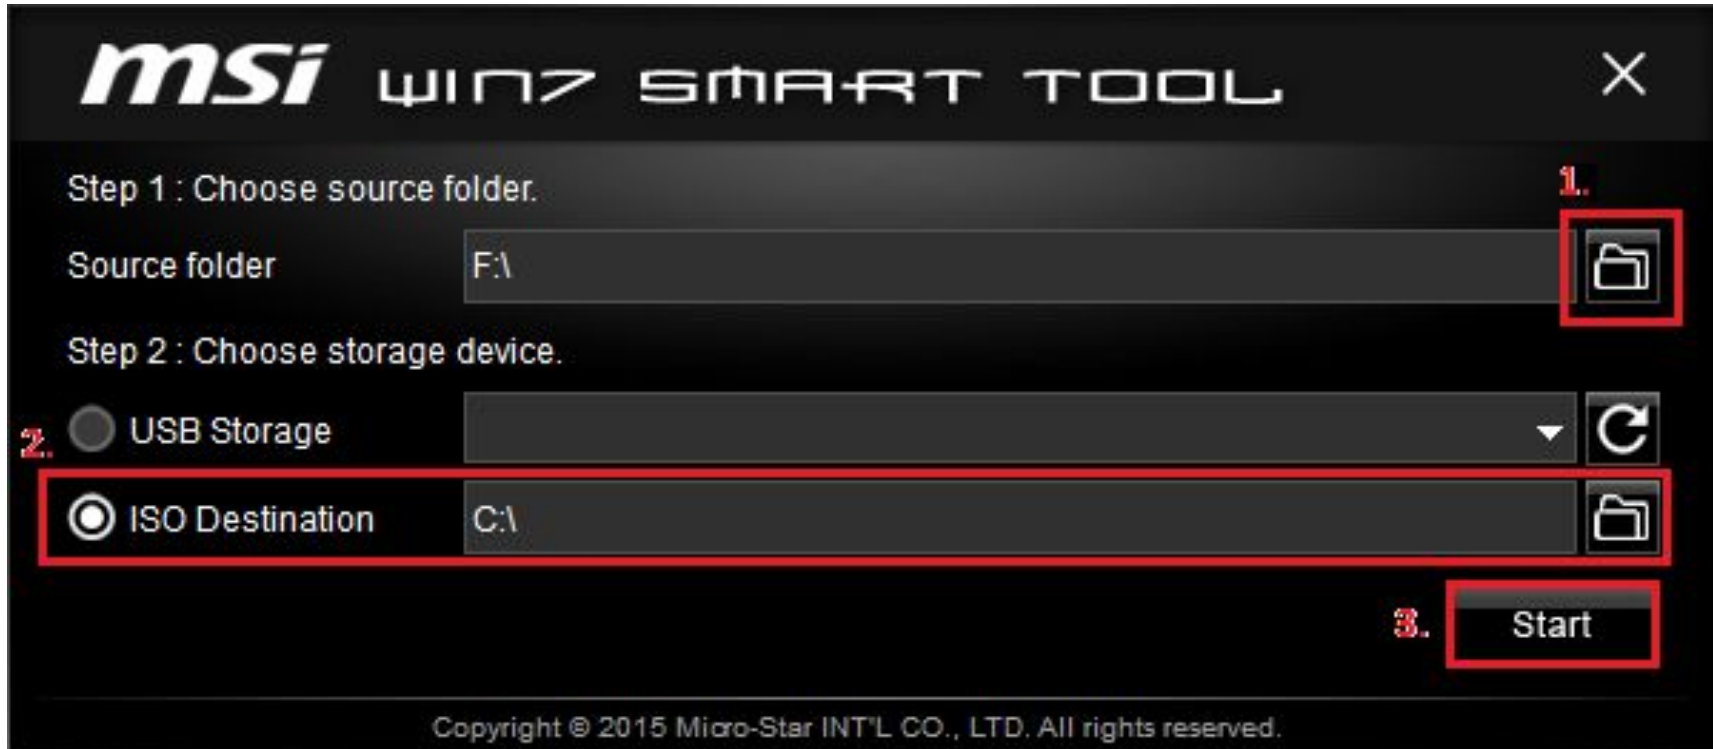 msi WIN7 SMART TOOL
Step 1 : Choose source folder.
1.
Source folder F:\
Step 2 : Choose storage device.
2.
USB Storage
ISO Destination C:\
3.
Start
Copyright © 2015 Micro-Star INT'L CO., LTD. All rights reserved.